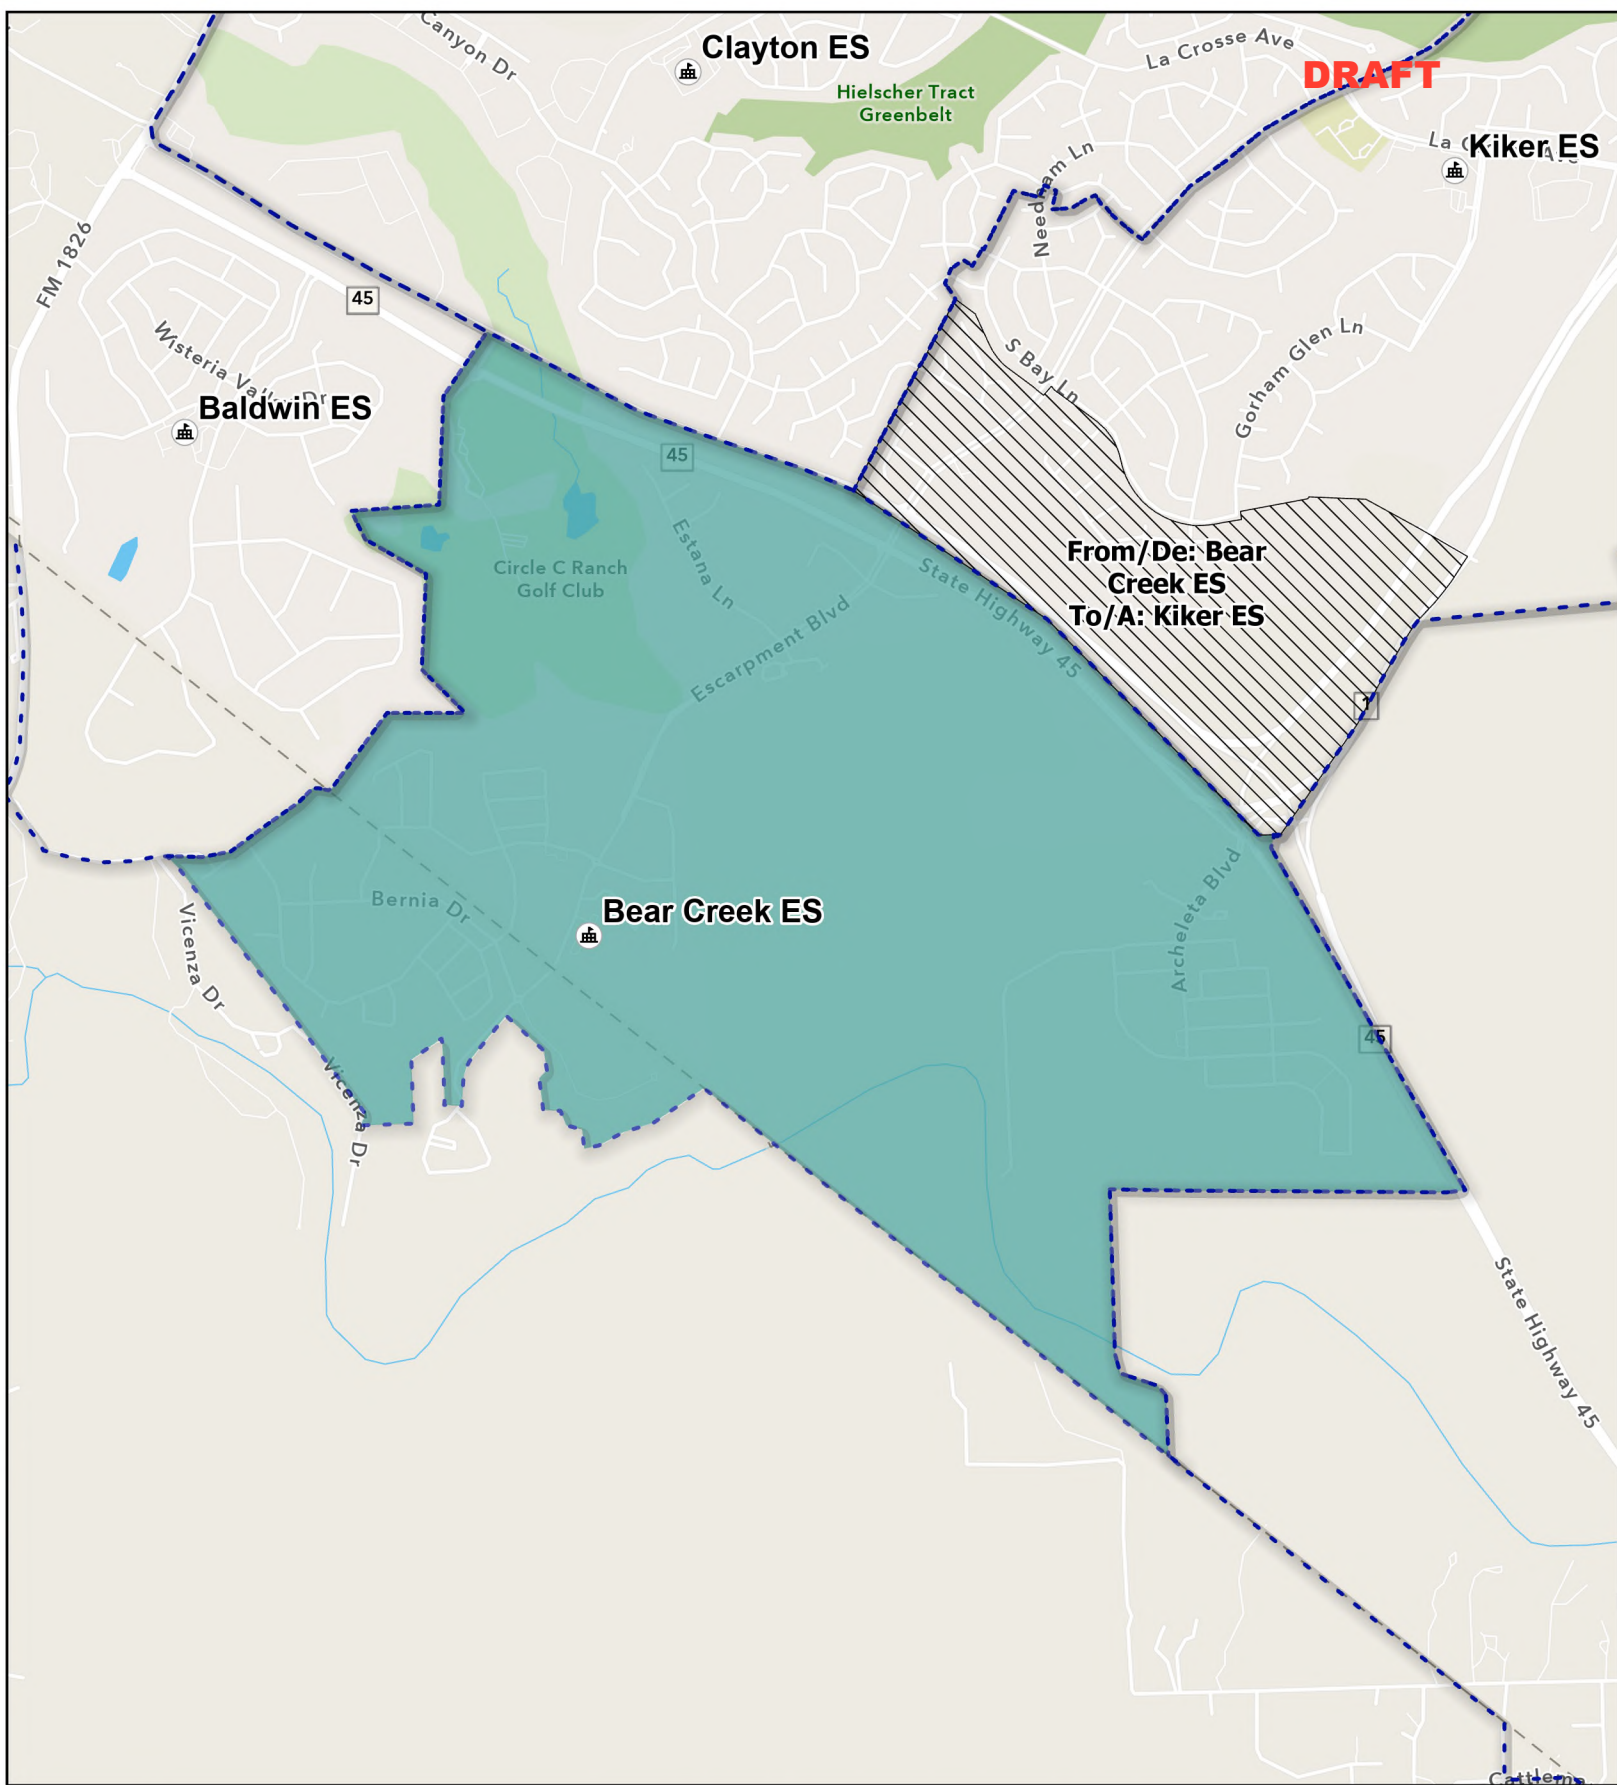 Canyon Dr
Clayton ES
La Crosse Ave
DRAFT
Hielscher Tract
Greenbelt
Kiker ES
Needham Ln
FM 1826
45
Gorham Glen Ln
S Bay Ln
Wisteria Valley Dr
Baldwin ES
45
Estana Ln
From/De: Bear
Creek ES
To/A: Kiker ES
Circle C Ranch
Golf Club
State Highway 45
Escarpment Blvd
1
Archeleta Blvd
Bernia Dr
Bear Creek ES
Vicenza Dr
45
Vicenza Dr
State Highway 45